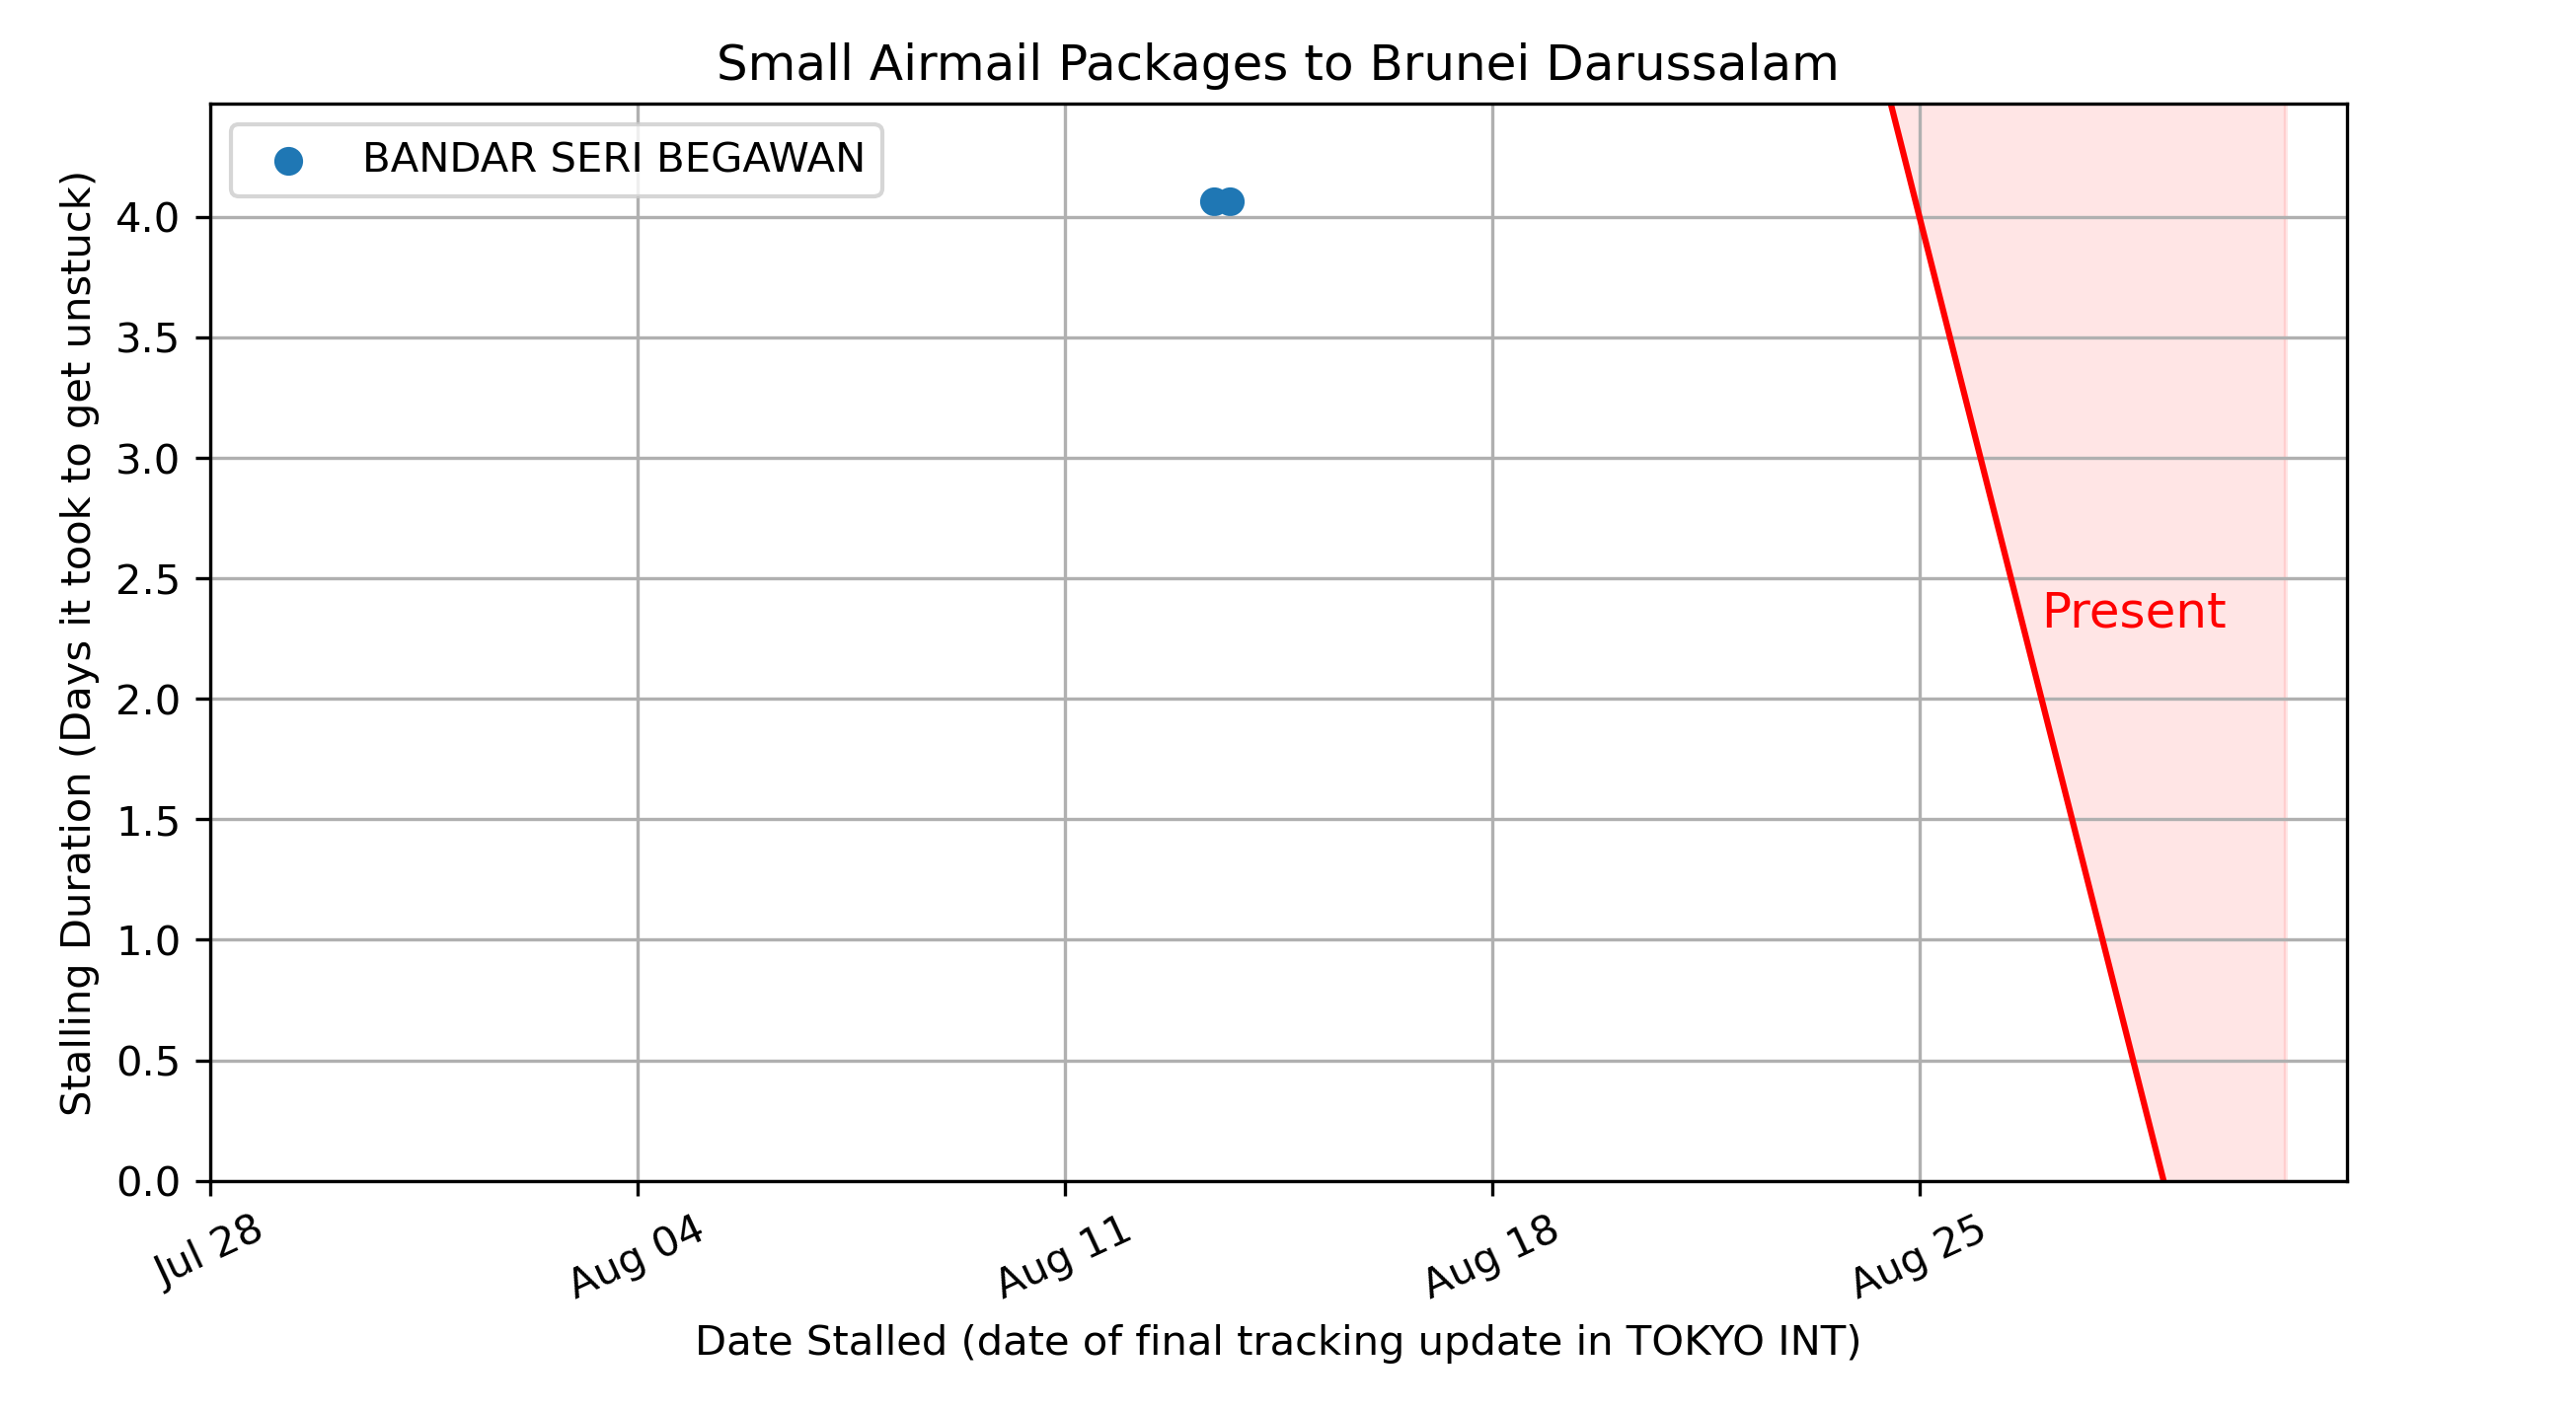 Small Airmail Packages to Brunei Darussalam
BANDAR SERI BEGAWAN
Stalling Duration (Days it took to get unstuck)
4.0
3.5
3.0
2.5
2.0
1.5
1.0
0.5
0.0
Present
Jul 28
Aug 04
Aug 11
Aug 18
Aug 25
Date Stalled (date of final tracking update in TOKYO INT)